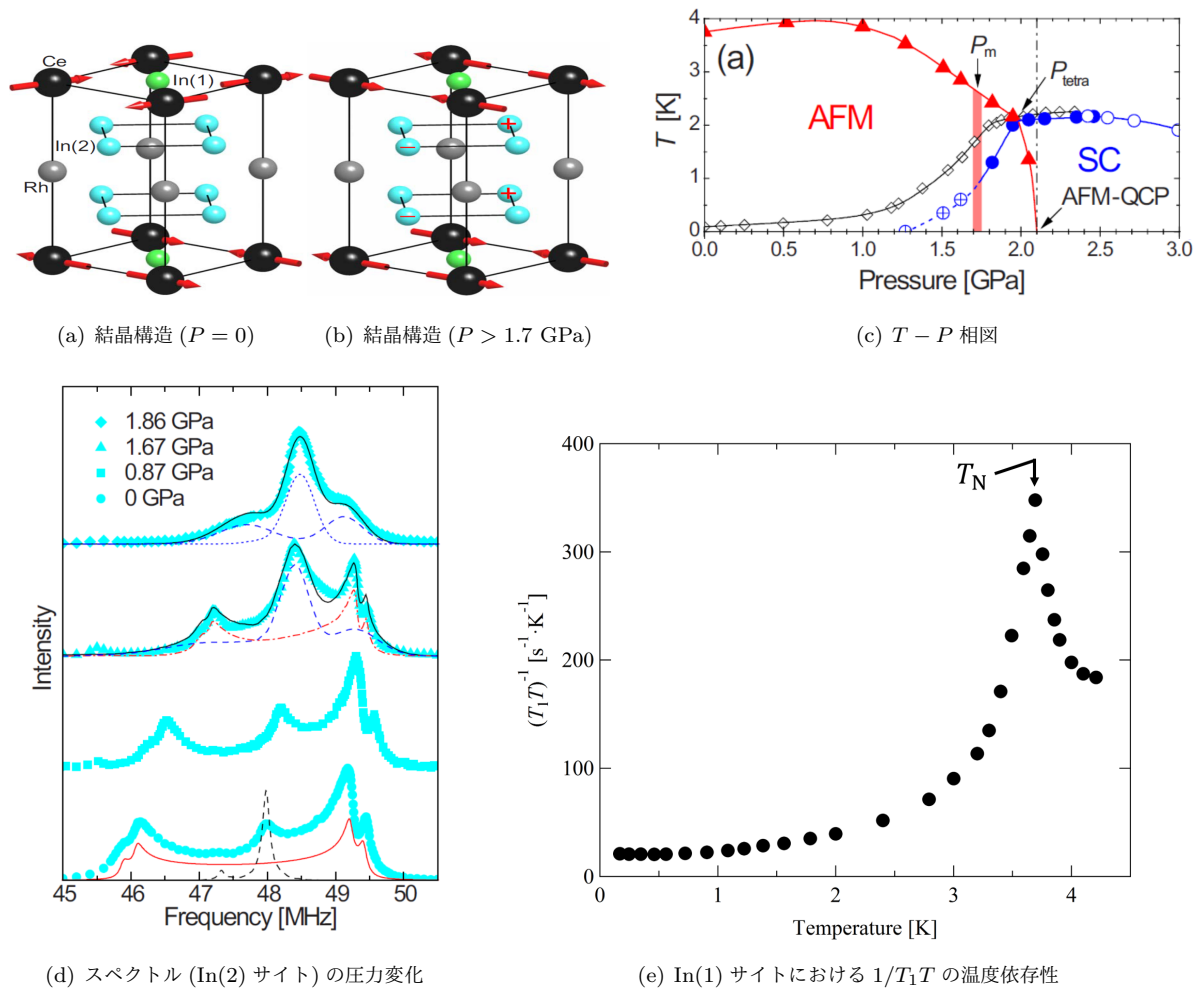 Ce
In(1)
In(2)
Rh
+
−
+
−
(a) 結晶構造 (P = 0)
(b) 結晶構造 (P > 1.7 GPa)
(a)
AFM
P_m
P_tetra
SC
AFM-QCP
4
3
2
1
0
T [K]
0.0 0.5 1.0 1.5 2.0 2.5 3.0
Pressure [GPa]
(c) T − P 相図
1.86 GPa
1.67 GPa
0.87 GPa
0 GPa
Intensity
45 46 47 48 49 50
Frequency [MHz]
(d) スペクトル (In(2) サイト) の圧力変化
400
300
200
100
0
(T₁T)⁻¹ [s⁻¹·K⁻¹]
T_N
0 1 2 3 4
Temperature [K]
(e) In(1) サイトにおける 1/T₁T の温度依存性